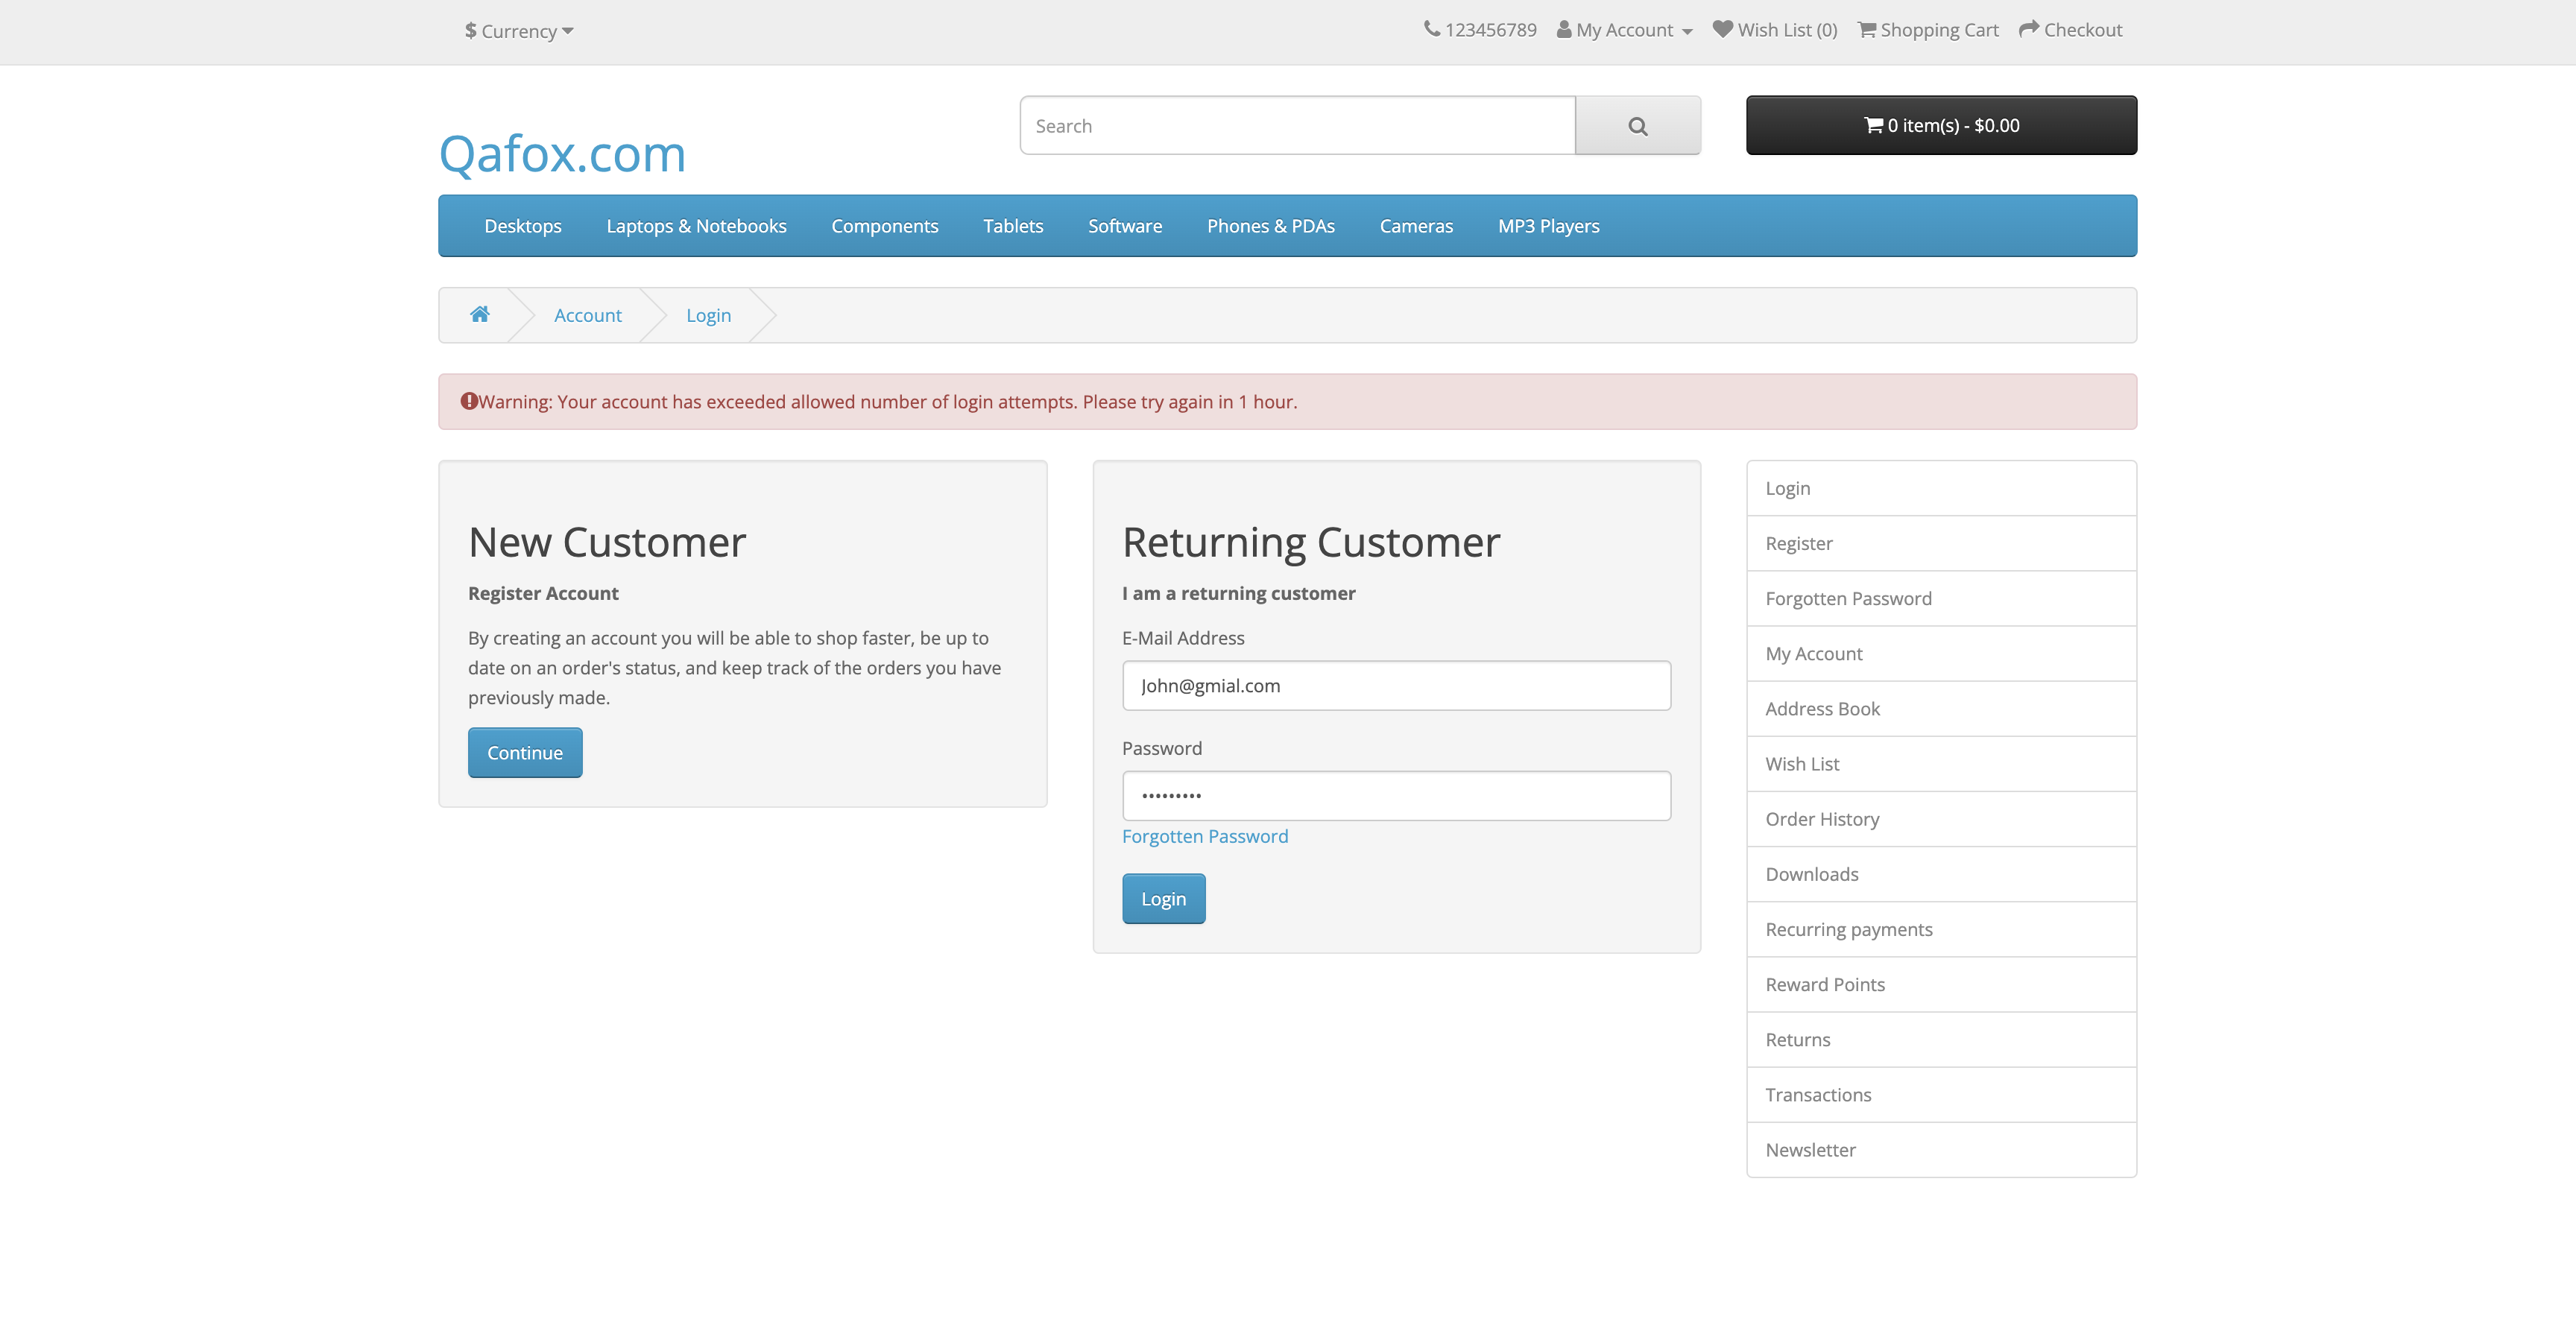 $ Currency
123456789 My Account Wish List (0) Shopping Cart Checkout
Qafox.com
Search
0 item(s) - $0.00
Desktops Laptops & Notebooks Components Tablets Software Phones & PDAs Cameras MP3 Players
Account Login
Warning: Your account has exceeded allowed number of login attempts. Please try again in 1 hour.
New Customer
Register Account
By creating an account you will be able to shop faster, be up to
date on an order's status, and keep track of the orders you have
previously made.
Continue
Returning Customer
I am a returning customer
E-Mail Address
John@gmial.com
Password
•••••••••
Forgotten Password
Login
Login
Register
Forgotten Password
My Account
Address Book
Wish List
Order History
Downloads
Recurring payments
Reward Points
Returns
Transactions
Newsletter